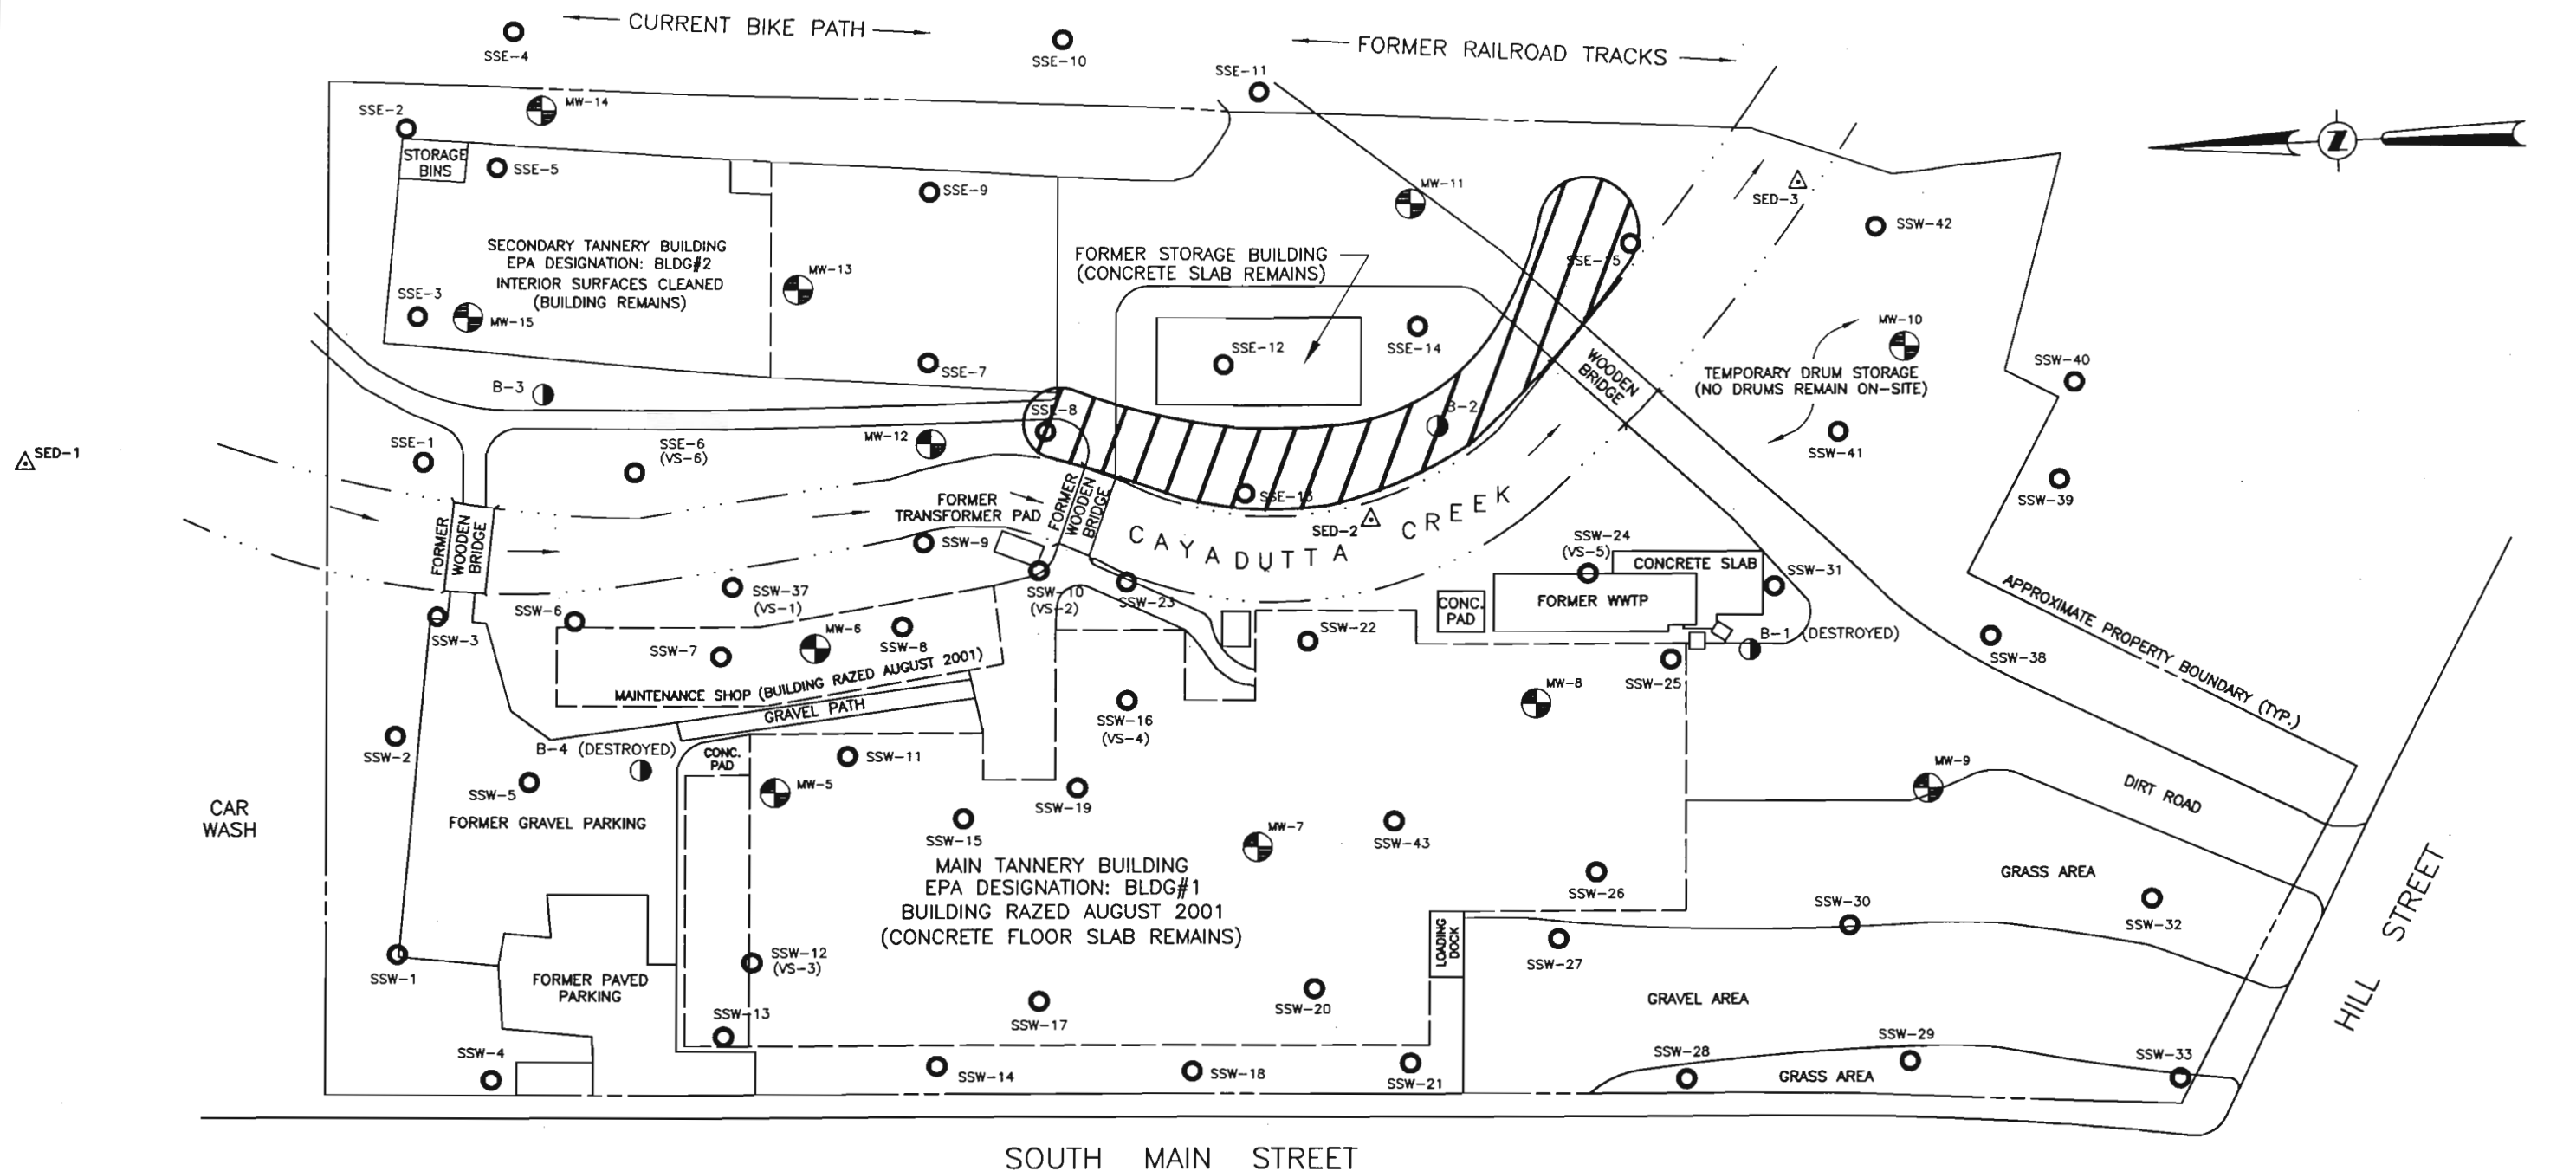 CURRENT BIKE PATH
FORMER RAILROAD TRACKS
SSE-4
SSE-10
SSE-11
SSE-2
MW-14
STORAGE
BINS
SSE-5
SSE-9
MW-11
SED-3
SSW-42
Z
SECONDARY TANNERY BUILDING
EPA DESIGNATION: BLDG#2
INTERIOR SURFACES CLEANED
(BUILDING REMAINS)
MW-13
FORMER STORAGE BUILDING
(CONCRETE SLAB REMAINS)
SSE-15
SSE-3
MW-15
SSE-12
SSE-14
MW-10
SSE-7
B-3
WOODEN
BRIDGE
TEMPORARY DRUM STORAGE
(NO DRUMS REMAIN ON-SITE)
SSW-40
SSE-8
B-2
SED-1
SSE-1
SSE-6
(VS-6)
MW-12
SSW-41
SSW-39
FORMER
WOODEN
BRIDGE
FORMER
TRANSFORMER PAD
FORMER
WOODEN
BRIDGE
SSE-13
SED-2
CAYADUTTA CREEK
SSW-9
SSW-24
(VS-5)
CONCRETE SLAB
SSW-31
SSW-37
(VS-1)
SSW-10
(VS-2)
SSW-23
CONC.
PAD
FORMER WWTP
APPROXIMATE PROPERTY BOUNDARY (TYP.)
SSW-3
SSW-6
MW-6
SSW-8
SSW-7
SSW-22
B-1 (DESTROYED)
SSW-38
MAINTENANCE SHOP (BUILDING RAZED AUGUST 2001)
GRAVEL PATH
SSW-25
MW-8
SSW-16
(VS-4)
SSW-2
B-4 (DESTROYED)
CONC.
PAD
SSW-11
MW-9
SSW-5
MW-5
SSW-19
DIRT ROAD
CAR
WASH
FORMER GRAVEL PARKING
SSW-15
MW-7
SSW-43
MAIN TANNERY BUILDING
EPA DESIGNATION: BLDG#1
BUILDING RAZED AUGUST 2001
(CONCRETE FLOOR SLAB REMAINS)
SSW-26
GRASS AREA
SSW-30
SSW-32
LOADING
DOCK
SSW-27
HILL STREET
SSW-1
SSW-12
(VS-3)
FORMER PAVED
PARKING
GRAVEL AREA
SSW-13
SSW-17
SSW-20
SSW-4
SSW-14
SSW-18
SSW-21
SSW-28
SSW-29
SSW-33
GRASS AREA
SOUTH MAIN STREET